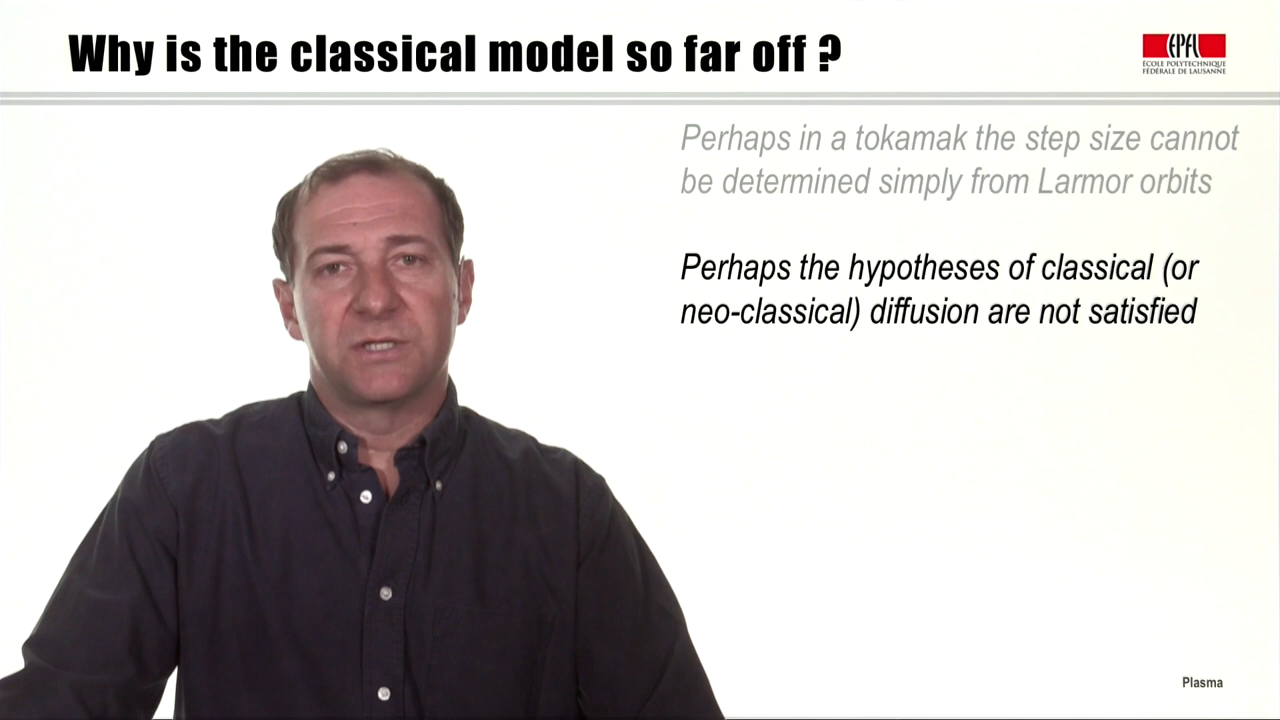 Why is the classical model so far off ?
EPFL
ÉCOLE POLYTECHNIQUE
FÉDÉRALE DE LAUSANNE
Perhaps in a tokamak the step size cannot
be determined simply from Larmor orbits
Perhaps the hypotheses of classical (or
neo-classical) diffusion are not satisfied
Plasma